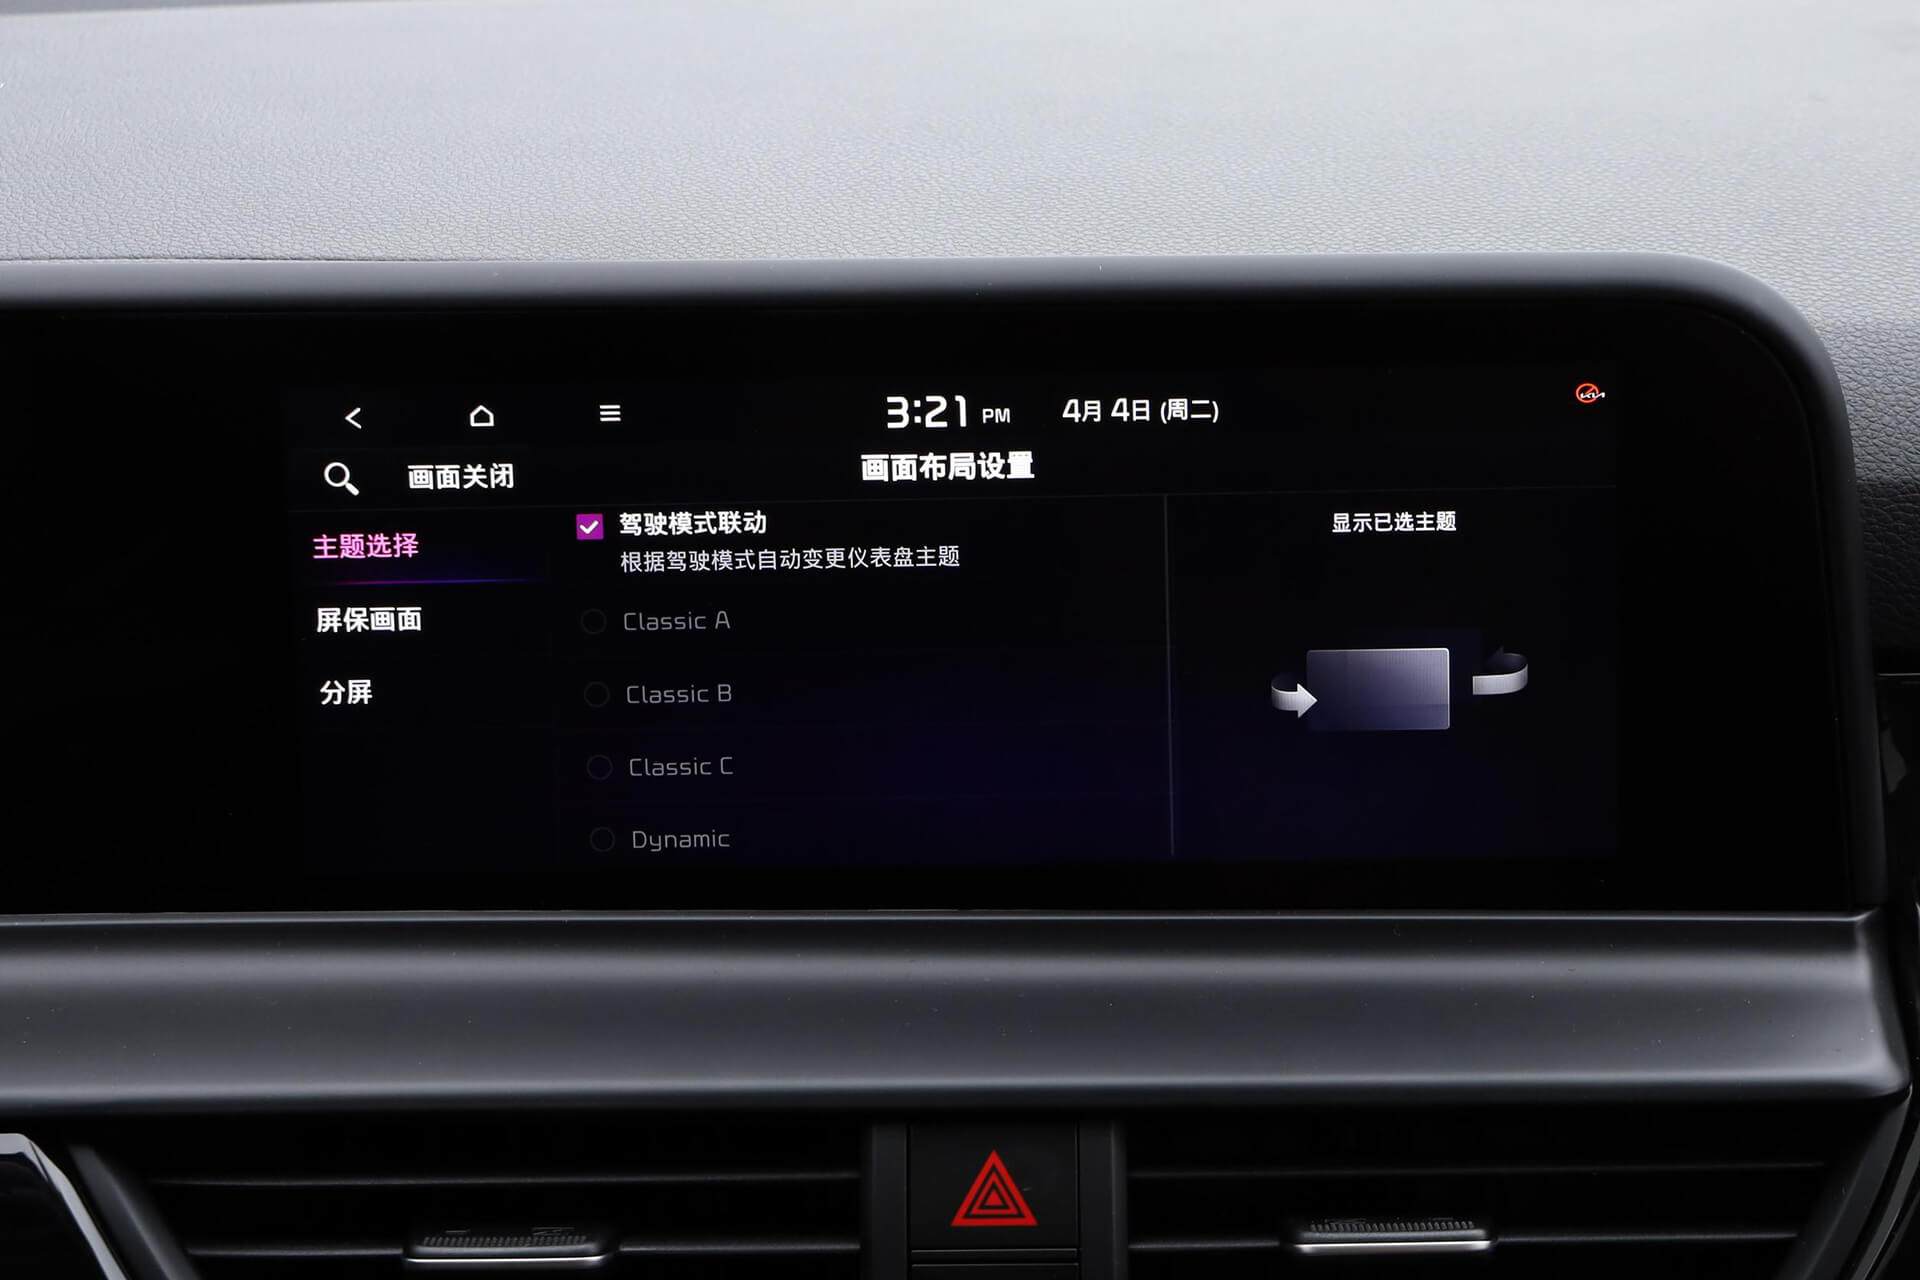 3:21 PM 4月 4日 (周二)
画面关闭
画面布局设置
主题选择
屏保画面
分屏
驾驶模式联动
根据驾驶模式自动变更仪表盘主题
Classic A
Classic B
Classic C
Dynamic
显示已选主题